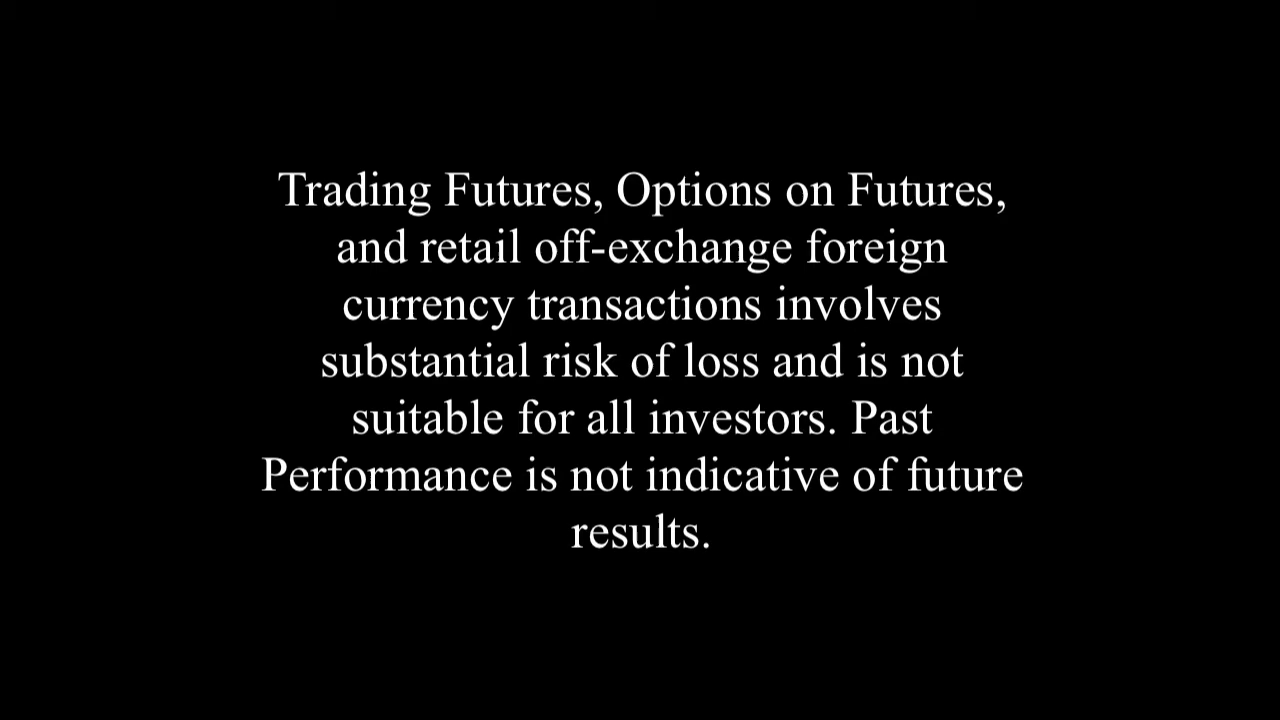 Trading Futures, Options on Futures,
and retail off-exchange foreign
currency transactions involves
substantial risk of loss and is not
suitable for all investors. Past
Performance is not indicative of future
results.